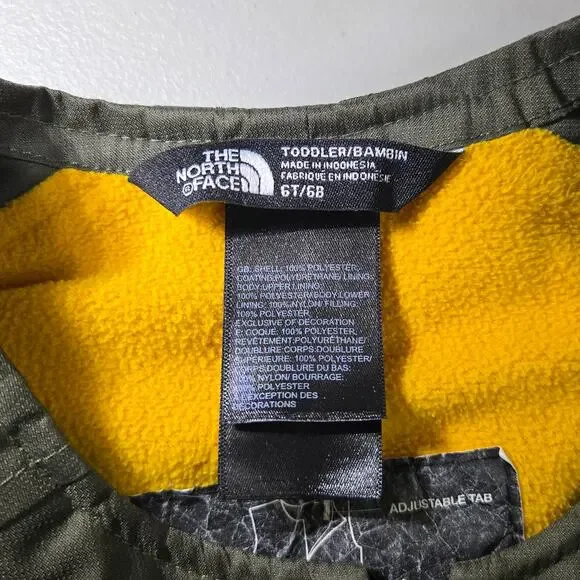 THE
NORTH
FACE
TODDLER/BAMBIN
MADE IN INDONESIA
FABRIQUÉ EN INDONÉSIE
6T/6B
GB: SHELL: 100% POLYESTER,
COATING:POLYURETHANE/ LINING:
BODY:UPPER LINING:
100% POLYESTER/BODY:LOWER
LINING: 100%:NYLON/ FILLING:
100% POLYESTER
EXCLUSIVE OF DECORATION
E: COQUE: 100% POLYESTER,
REVÊTEMENT:POLYURÉTHANE/
DOUBLURE:CORPS:DOUBLURE
SUPÉRIEURE: 100% POLYESTER/
CORPS:DOUBLURE DU BAS:
NYLON/ BOURRAGE:
POLYESTER
EXCEPTION DES
DÉCORATIONS
ADJUSTABLE TAB